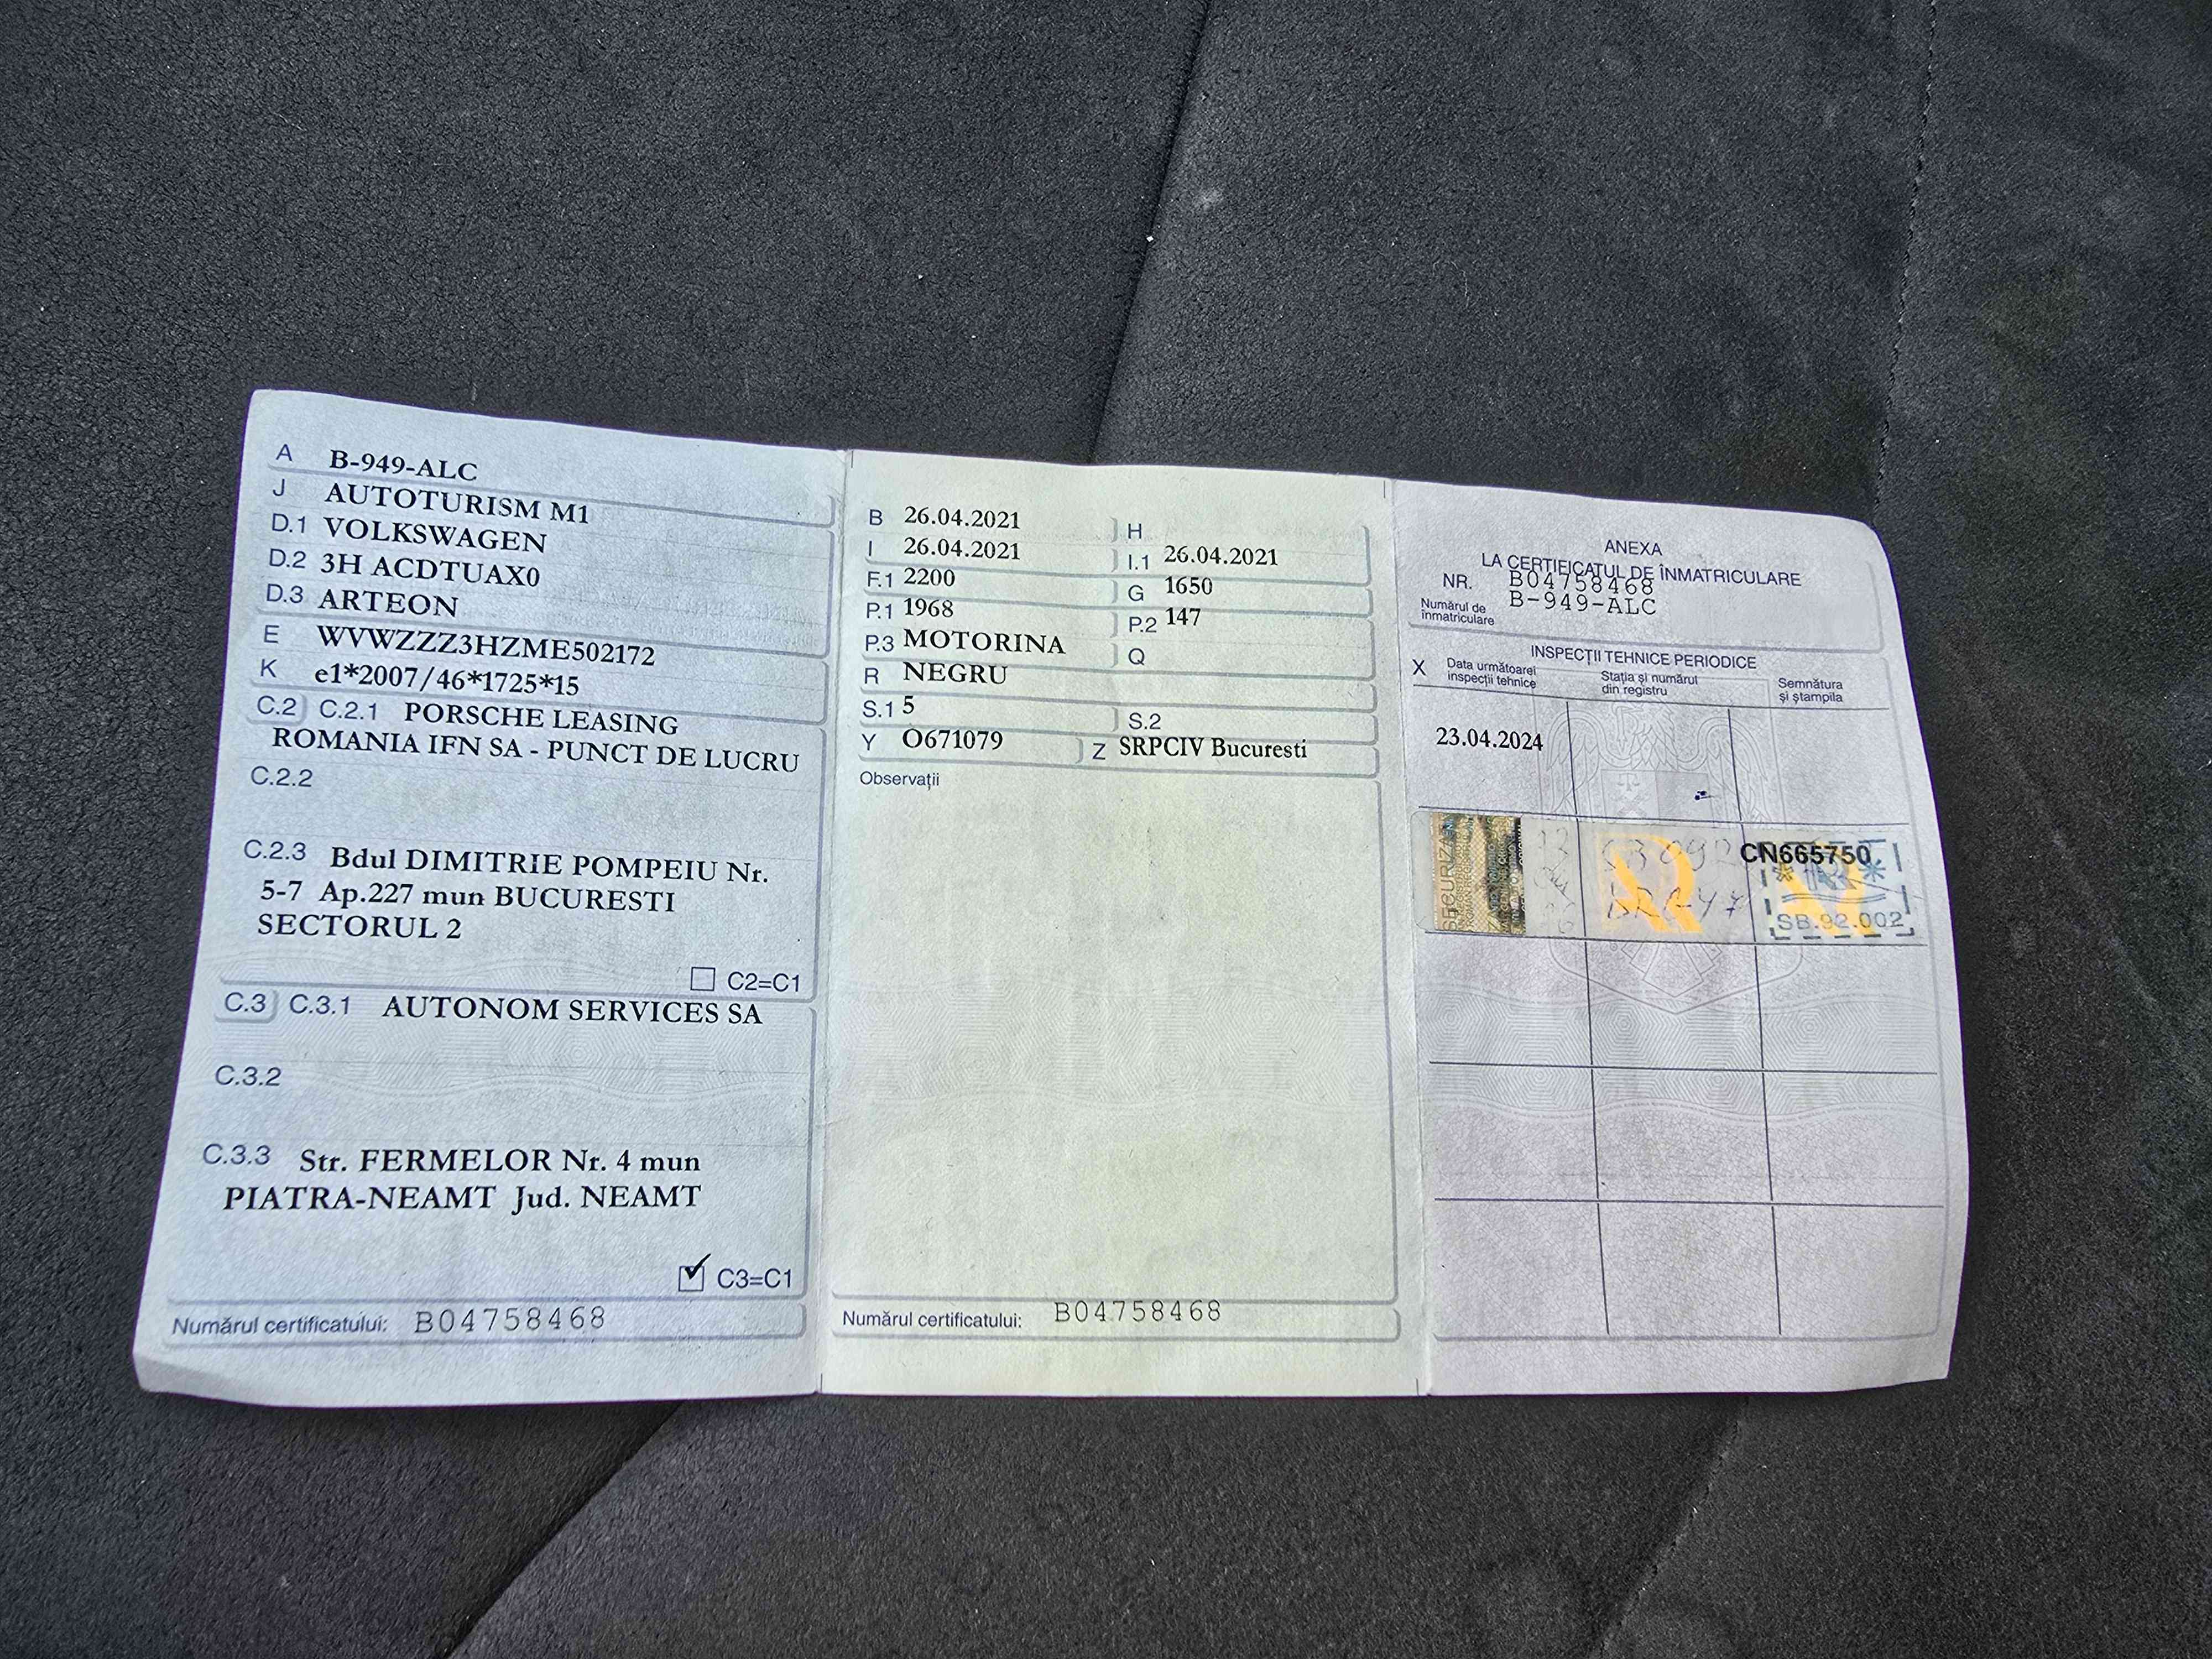 A B-949-ALC
J AUTOTURISM M1
D.1 VOLKSWAGEN
D.2 3H ACDTUAX0
D.3 ARTEON
E WVWZZZ3HZME502172
K e1*2007/46*1725*15
C.2 C.2.1 PORSCHE LEASING
ROMANIA IFN SA - PUNCT DE LUCRU
C.2.2
C.2.3 Bdul DIMITRIE POMPEIU Nr.
5-7 Ap.227 mun BUCURESTI
SECTORUL 2
C2=C1
C.3 C.3.1 AUTONOM SERVICES SA
C.3.2
C.3.3 Str. FERMELOR Nr. 4 mun
PIATRA-NEAMT Jud. NEAMT
C3=C1
Numărul certificatului: B04758468
B 26.04.2021 H
I 26.04.2021 I.1 26.04.2021
F.1 2200 G 1650
P.1 1968 P.2 147
P.3 MOTORINA Q
R NEGRU
S.1 5 S.2
Y O671079 Z SRPCIV Bucuresti
Observații
Numărul certificatului: B04758468
ANEXA
LA CERTIFICATUL DE ÎNMATRICULARE
NR. B04758468
Numărul de
înmatriculare B-949-ALC
INSPECȚII TEHNICE PERIODICE
X Data următoarei
inspecții tehnice
Stația și numărul
din registru
Semnătura
și ștampila
23.04.2024
CN665750
SB.92.002